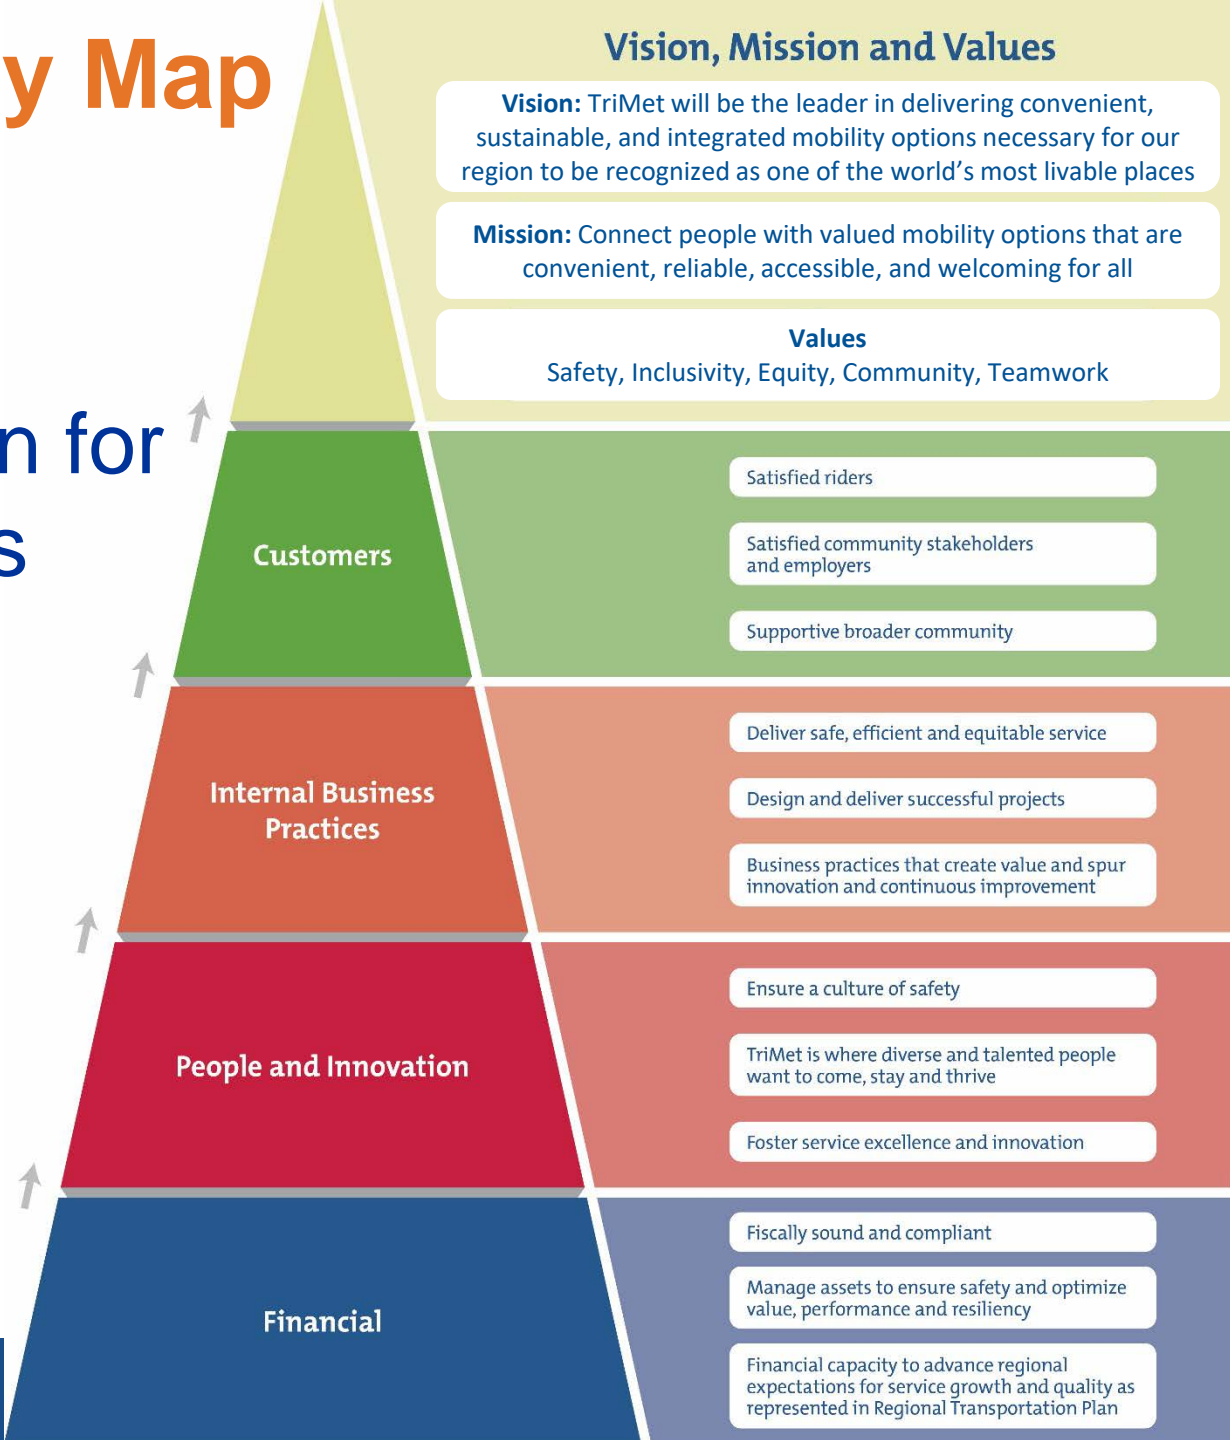 y Map
n for
s
Vision, Mission and Values
Vision: TriMet will be the leader in delivering convenient,
sustainable, and integrated mobility options necessary for our
region to be recognized as one of the world's most livable places
Mission: Connect people with valued mobility options that are
convenient, reliable, accessible, and welcoming for all
Values
Safety, Inclusivity, Equity, Community, Teamwork
Customers
Satisfied riders
Satisfied community stakeholders
and employers
Supportive broader community
Internal Business
Practices
Deliver safe, efficient and equitable service
Design and deliver successful projects
Business practices that create value and spur
innovation and continuous improvement
People and Innovation
Ensure a culture of safety
TriMet is where diverse and talented people
want to come, stay and thrive
Foster service excellence and innovation
Financial
Fiscally sound and compliant
Manage assets to ensure safety and optimize
value, performance and resiliency
Financial capacity to advance regional
expectations for service growth and quality as
represented in Regional Transportation Plan